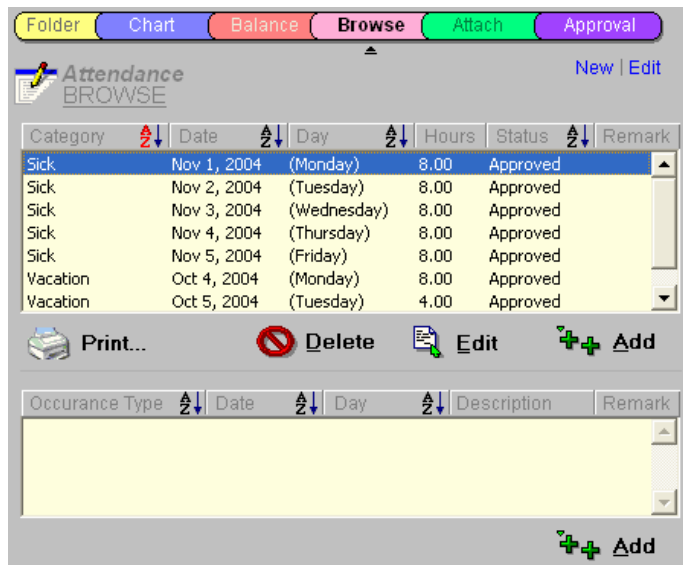 Folder Chart Balance Browse Attach Approval
New | Edit
Attendance
BROWSE
Category Date Day Hours Status Remark
Sick Nov 1, 2004 (Monday) 8.00 Approved
Sick Nov 2, 2004 (Tuesday) 8.00 Approved
Sick Nov 3, 2004 (Wednesday) 8.00 Approved
Sick Nov 4, 2004 (Thursday) 8.00 Approved
Sick Nov 5, 2004 (Friday) 8.00 Approved
Vacation Oct 4, 2004 (Monday) 8.00 Approved
Vacation Oct 5, 2004 (Tuesday) 4.00 Approved
Print... Delete Edit Add
Occurance Type Date Day Description Remark
Add